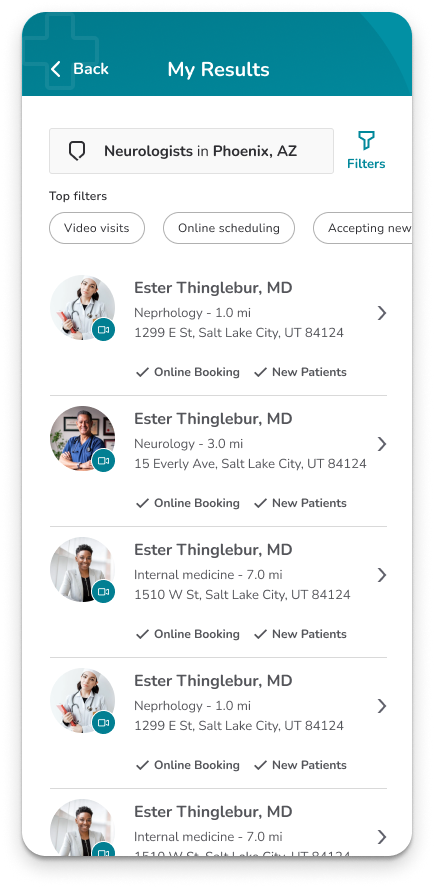 Back
My Results
Neurologists in Phoenix, AZ
Filters
Top filters
Video visits
Online scheduling
Accepting new
Ester Thinglebur, MD
Neprhology - 1.0 mi
1299 E St, Salt Lake City, UT 84124
Online Booking
New Patients
Ester Thinglebur, MD
Neurology - 3.0 mi
15 Everly Ave, Salt Lake City, UT 84124
Online Booking
New Patients
Ester Thinglebur, MD
Internal medicine - 7.0 mi
1510 W St, Salt Lake City, UT 84124
Online Booking
New Patients
Ester Thinglebur, MD
Neprhology - 1.0 mi
1299 E St, Salt Lake City, UT 84124
Online Booking
New Patients
Ester Thinglebur, MD
Internal medicine - 7.0 mi
1510 W St, Salt Lake City, UT 84124